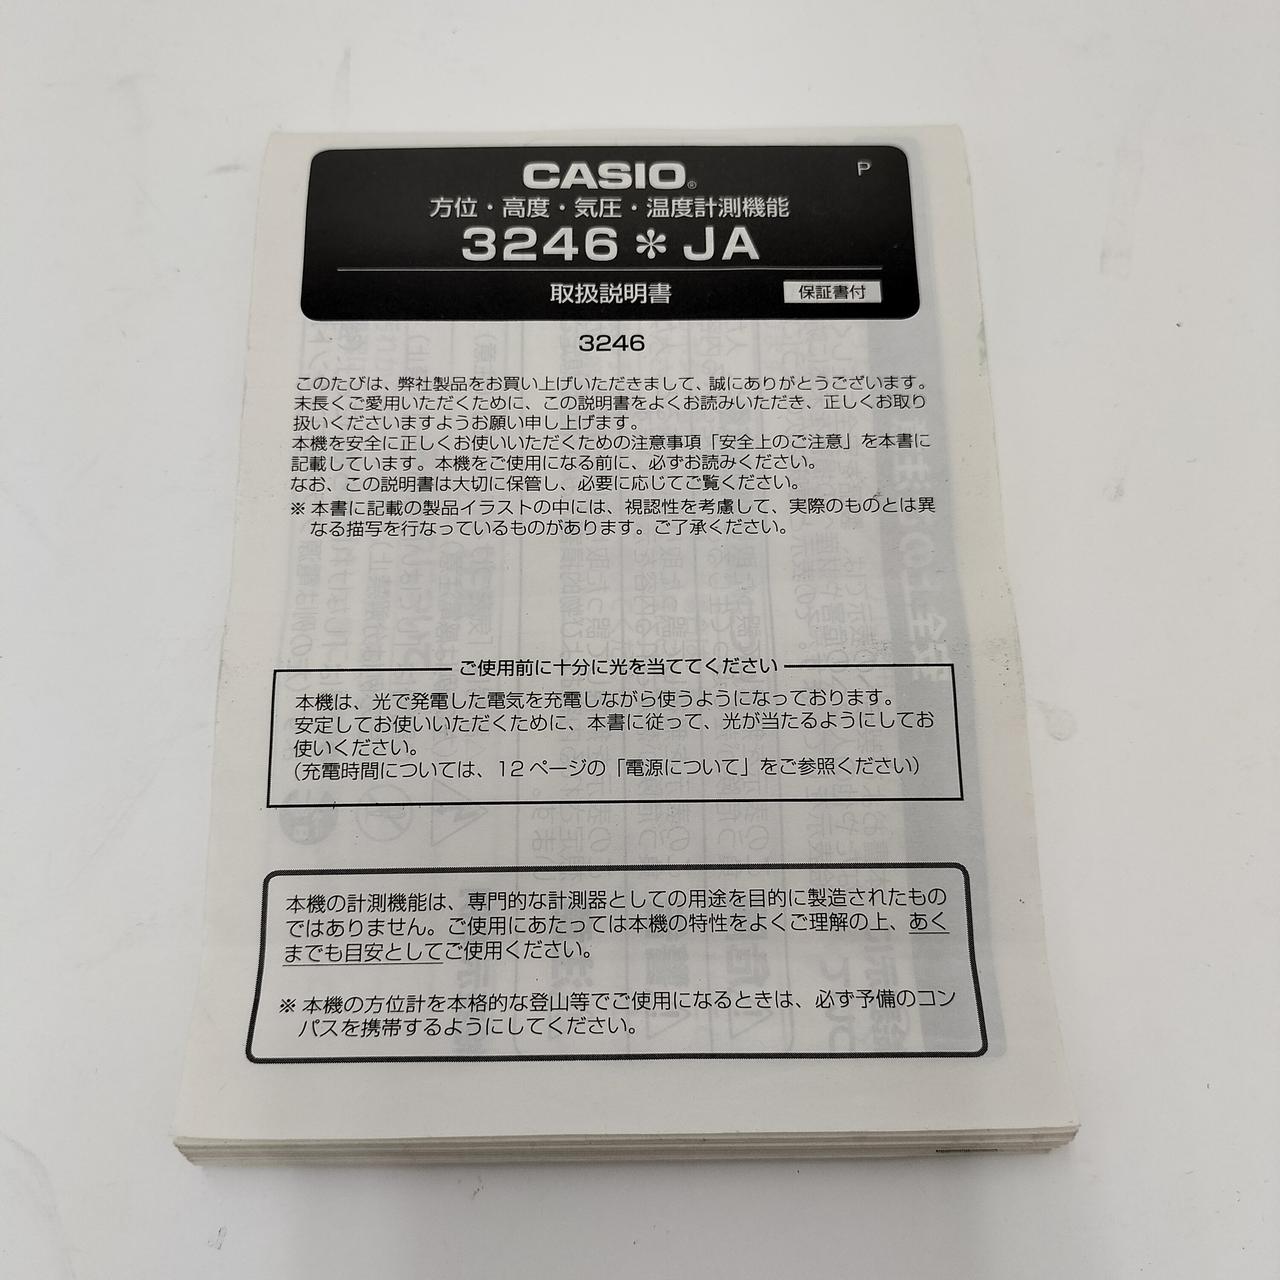 CASIO®
P
方位・高度・気圧・温度計測機能
3246＊JA
取扱説明書
保証書付
3246
このたびは、弊社製品をお買い上げいただきまして、誠にありがとうございます。
末長くご愛用いただくために、この説明書をよくお読みいただき、正しくお取り
扱いくださいますようお願い申し上げます。
本機を安全に正しくお使いいただくための注意事項「安全上のご注意」を本書に
記載しています。本機をご使用になる前に、必ずお読みください。
なお、この説明書は大切に保管し、必要に応じてご覧ください。
※ 本書に記載の製品イラストの中には、視認性を考慮して、実際のものとは異
なる描写を行なっているものがあります。ご了承ください。
ご使用前に十分に光を当ててください
本機は、光で発電した電気を充電しながら使うようになっております。
安定してお使いいただくために、本書に従って、光が当たるようにしてお
使いください。
（充電時間については、12ページの「電源について」をご参照ください）
本機の計測機能は、専門的な計測器としての用途を目的に製造されたもの
ではありません。ご使用にあたっては本機の特性をよくご理解の上、あく
までも目安としてご使用ください。
※ 本機の方位計を本格的な登山等でご使用になるときは、必ず予備のコン
パスを携帯するようにしてください。